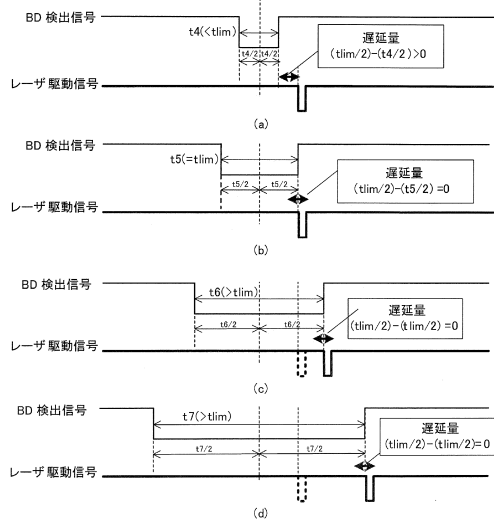 BD 検出信号
t4(<tlim)
t4/2
t4/2
遅延量
(tlim/2)-(t4/2)>0
レーザ駆動信号
(a)
BD 検出信号
t5(=tlim)
t5/2
t5/2
遅延量
(tlim/2)-(t5/2)=0
レーザ駆動信号
(b)
BD 検出信号
t6(>tlim)
t6/2
t6/2
遅延量
(tlim/2)-(tlim/2)=0
レーザ駆動信号
(c)
BD 検出信号
t7(>tlim)
t7/2
t7/2
遅延量
(tlim/2)-(tlim/2)=0
レーザ駆動信号
(d)